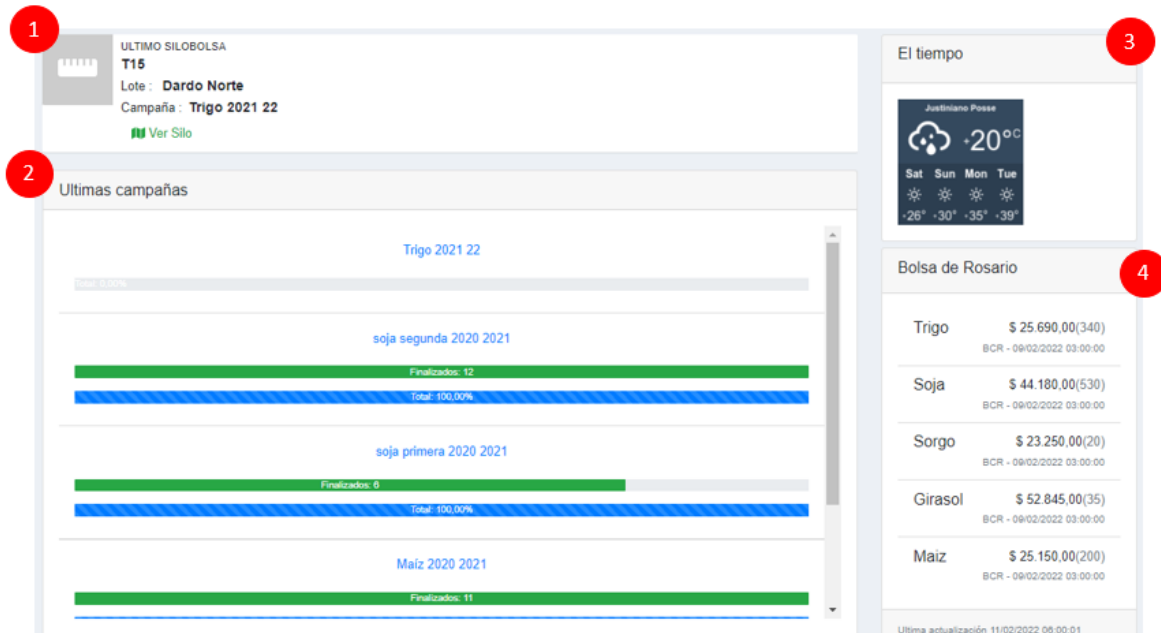 1
ULTIMO SILOBOLSA
T15
Lote : Dardo Norte
Campaña : Trigo 2021 22
Ver Silo
2
Ultimas campañas
Trigo 2021 22
Total: 0,00%
soja segunda 2020 2021
Finalizados: 12
Total: 100,00%
soja primera 2020 2021
Finalizados: 6
Total: 100,00%
Maíz 2020 2021
Finalizados: 11
3
El tiempo
Justiniano Posse
+20°C
Sat Sun Mon Tue
+26° +30° +35° +39°
4
Bolsa de Rosario
Trigo $ 25.690,00(340)
BCR - 09/02/2022 03:00:00
Soja $ 44.180,00(530)
BCR - 09/02/2022 03:00:00
Sorgo $ 23.250,00(20)
BCR - 09/02/2022 03:00:00
Girasol $ 52.845,00(35)
BCR - 09/02/2022 03:00:00
Maiz $ 25.150,00(200)
BCR - 09/02/2022 03:00:00
Ultima actualización 11/02/2022 06:00:01